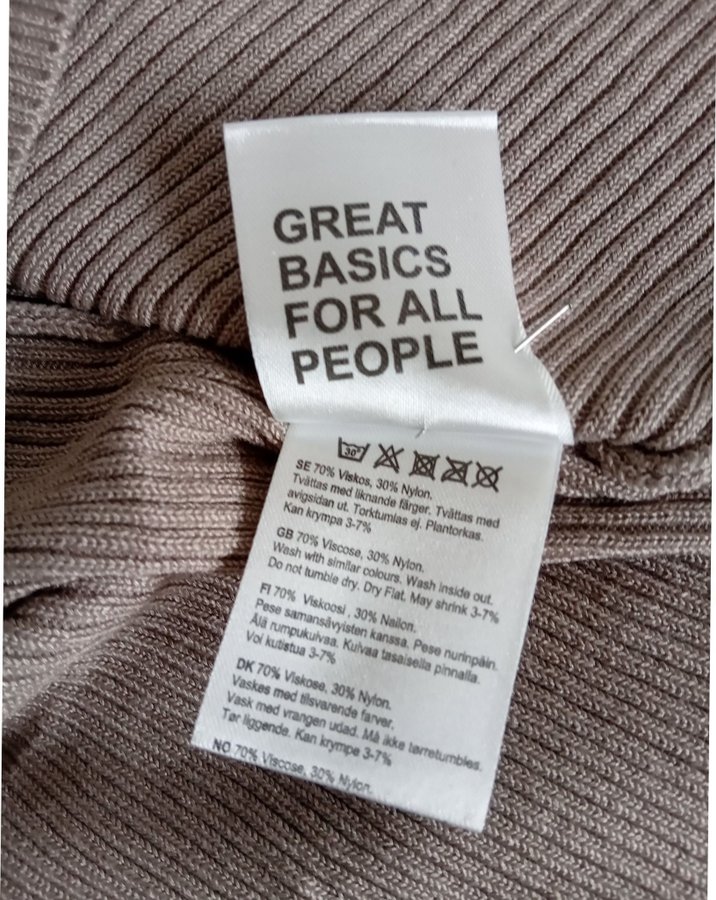 GREAT
BASICS
FOR ALL
PEOPLE
30°
SE 70% Viskos, 30% Nylon.
Tvättas med liknande färger. Tvättas med
avigsidan ut. Torktumlas ej. Plantorkas.
Kan krympa 3-7%
GB 70% Viscose, 30% Nylon.
Wash with similar colours. Wash inside out.
Do not tumble dry. Dry Flat. May shrink 3-7%
FI 70% Viskoosi , 30% Nailon.
Pese samansävyisten kanssa. Pese nurinpäin.
Älä rumpukuivaa. Kuivaa tasaisella pinnalla.
Voi kutistua 3-7%
DK 70% Viskose, 30% Nylon.
Vaskes med tilsvarende farver.
Vask med vrangen udad. Må ikke tørretumbles.
Tør liggende. Kan krympe 3-7%
NO 70% Viscose, 30% Nylon.